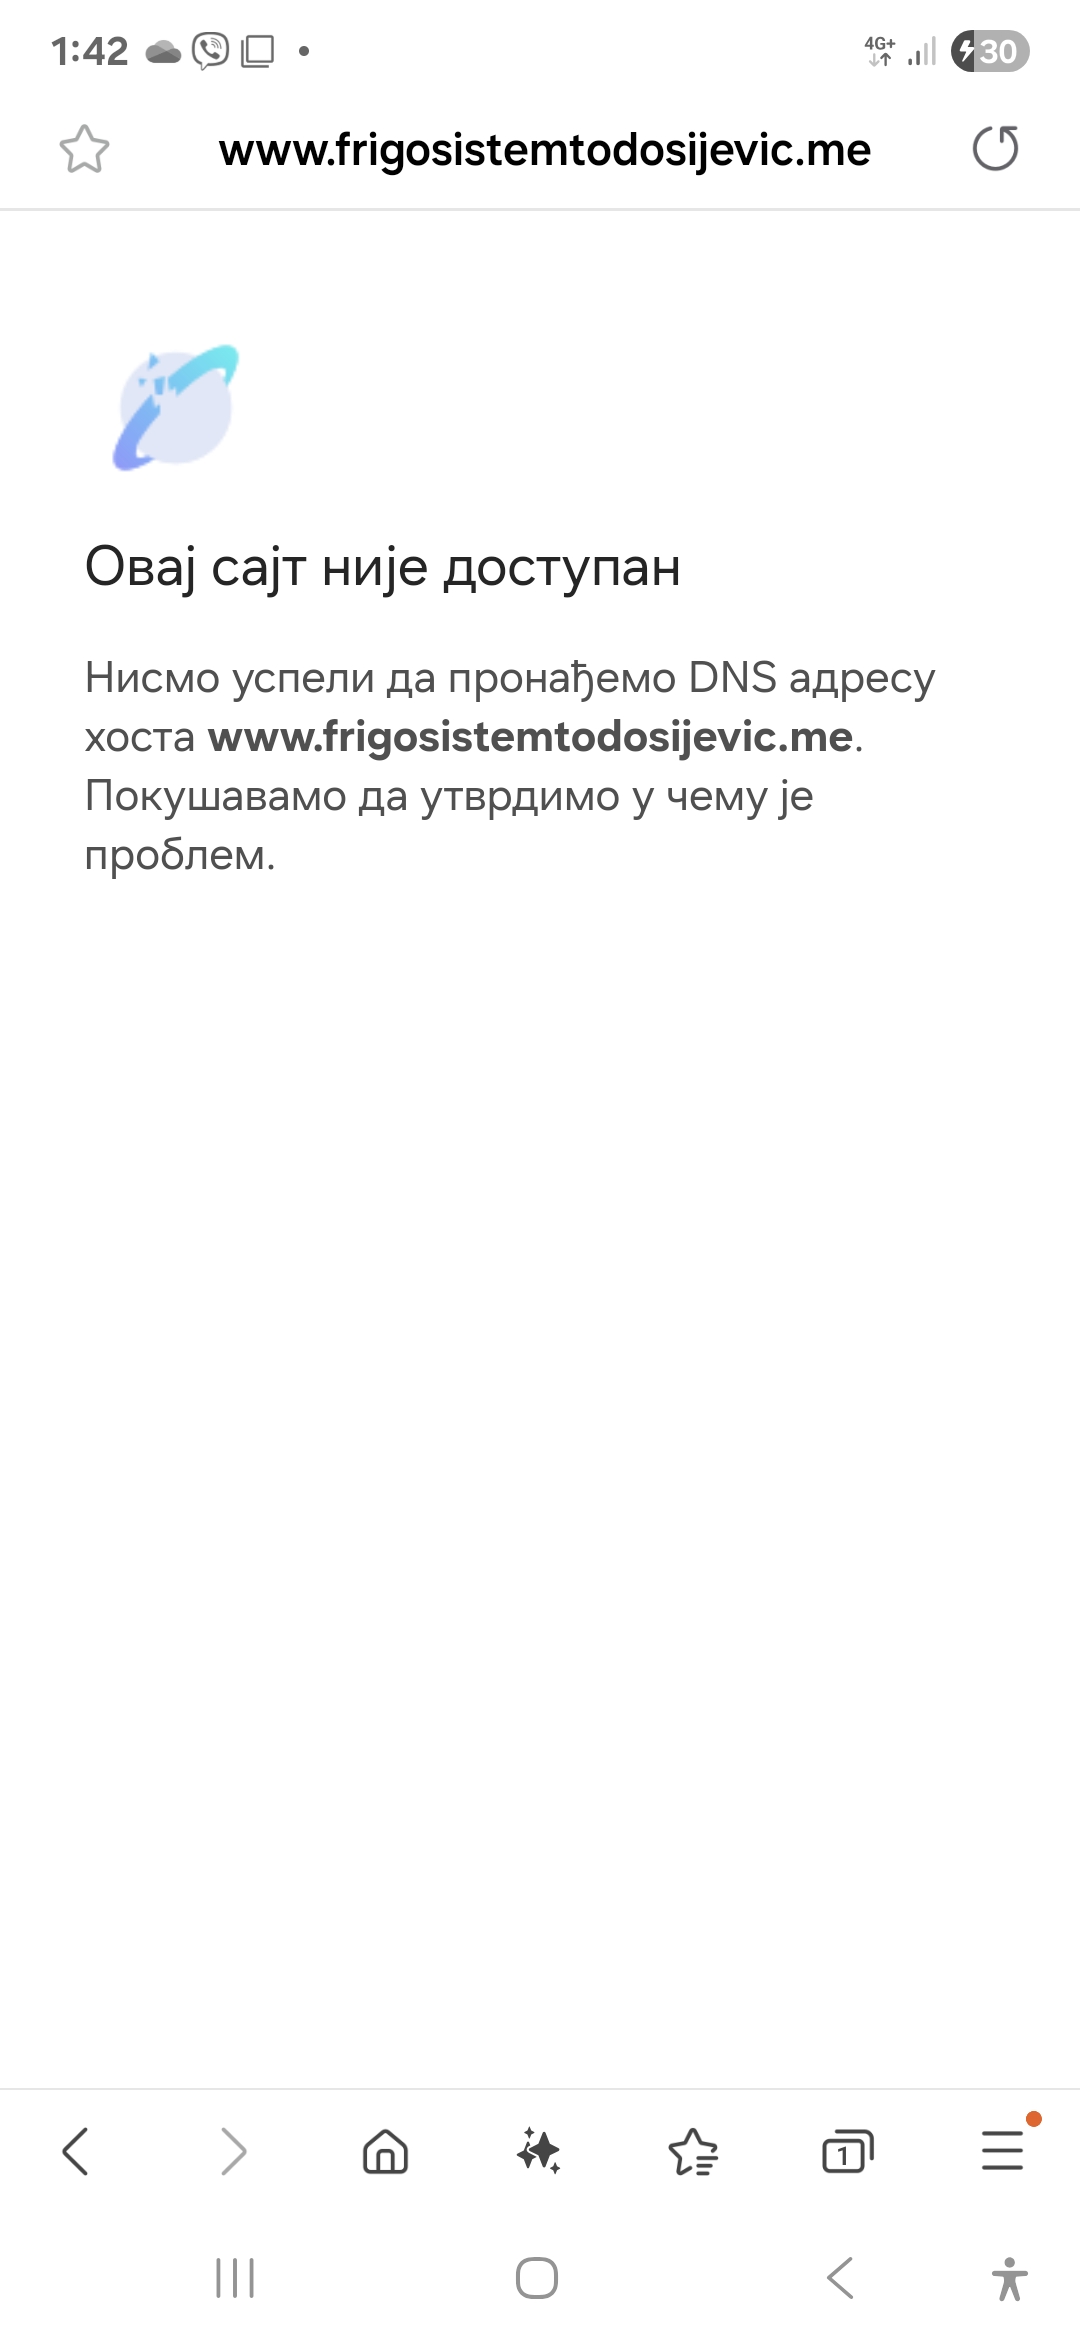 1:42
4G+
30
www.frigosistemtodosijevic.me
Овај сајт није доступан
Нисмо успели да пронађемо DNS адресу
хоста www.frigosistemtodosijevic.me.
Покушавамо да утврдимо у чему је
проблем.
1